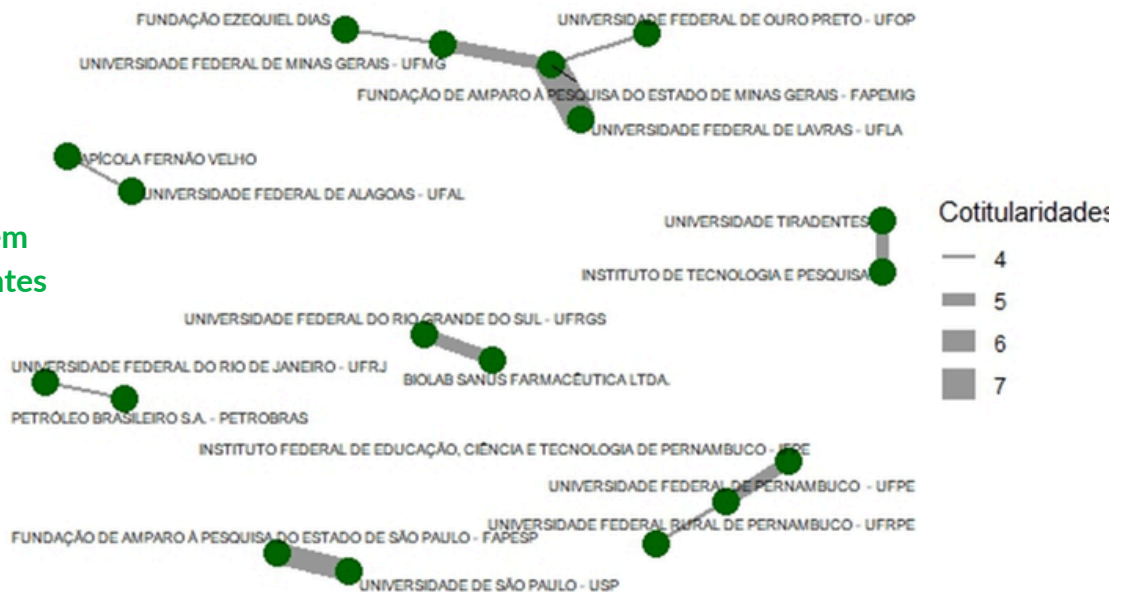 FUNDAÇÃO EZEQUIEL DIAS
UNIVERSIDADE FEDERAL DE OURO PRETO - UFOP
UNIVERSIDADE FEDERAL DE MINAS GERAIS - UFMG
FUNDAÇÃO DE AMPARO À PESQUISA DO ESTADO DE MINAS GERAIS - FAPEMIG
UNIVERSIDADE FEDERAL DE LAVRAS - UFLA
APÍCOLA FERNÃO VELHO
UNIVERSIDADE FEDERAL DE ALAGOAS - UFAL
em
ntes
UNIVERSIDADE TIRADENTES
INSTITUTO DE TECNOLOGIA E PESQUISA
Cotitularidades
4
5
6
7
UNIVERSIDADE FEDERAL DO RIO GRANDE DO SUL - UFRGS
BIOLAB SANUS FARMACÊUTICA LTDA.
UNIVERSIDADE FEDERAL DO RIO DE JANEIRO - UFRJ
PETRÓLEO BRASILEIRO S.A. - PETROBRAS
INSTITUTO FEDERAL DE EDUCAÇÃO, CIÊNCIA E TECNOLOGIA DE PERNAMBUCO - IFPE
UNIVERSIDADE FEDERAL DE PERNAMBUCO - UFPE
UNIVERSIDADE FEDERAL RURAL DE PERNAMBUCO - UFRPE
FUNDAÇÃO DE AMPARO À PESQUISA DO ESTADO DE SÃO PAULO - FAPESP
UNIVERSIDADE DE SÃO PAULO - USP